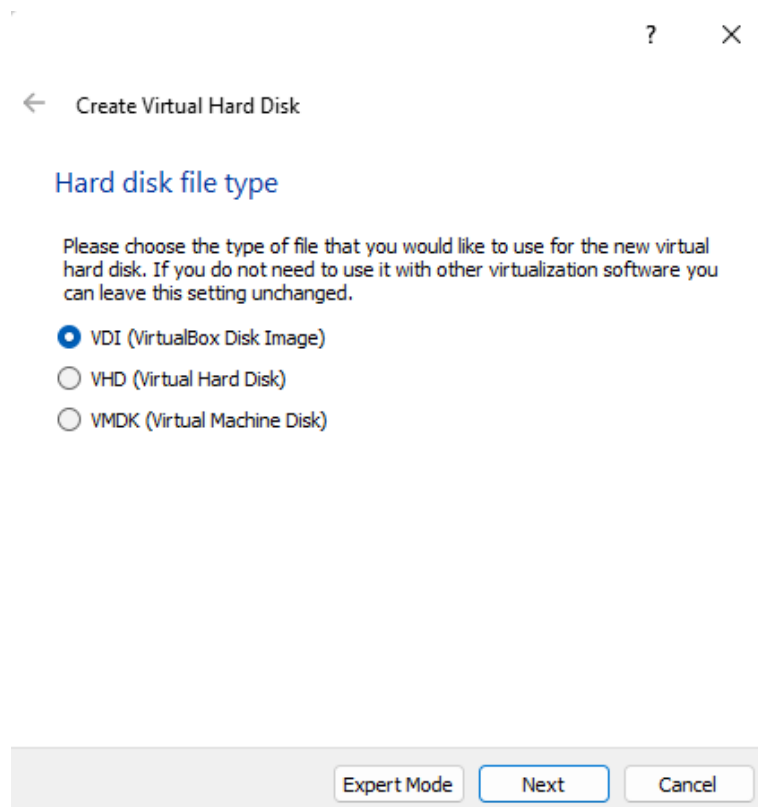 ?
Create Virtual Hard Disk
Hard disk file type
Please choose the type of file that you would like to use for the new virtual
hard disk. If you do not need to use it with other virtualization software you
can leave this setting unchanged.
VDI (VirtualBox Disk Image)
VHD (Virtual Hard Disk)
VMDK (Virtual Machine Disk)
Expert Mode Next Cancel